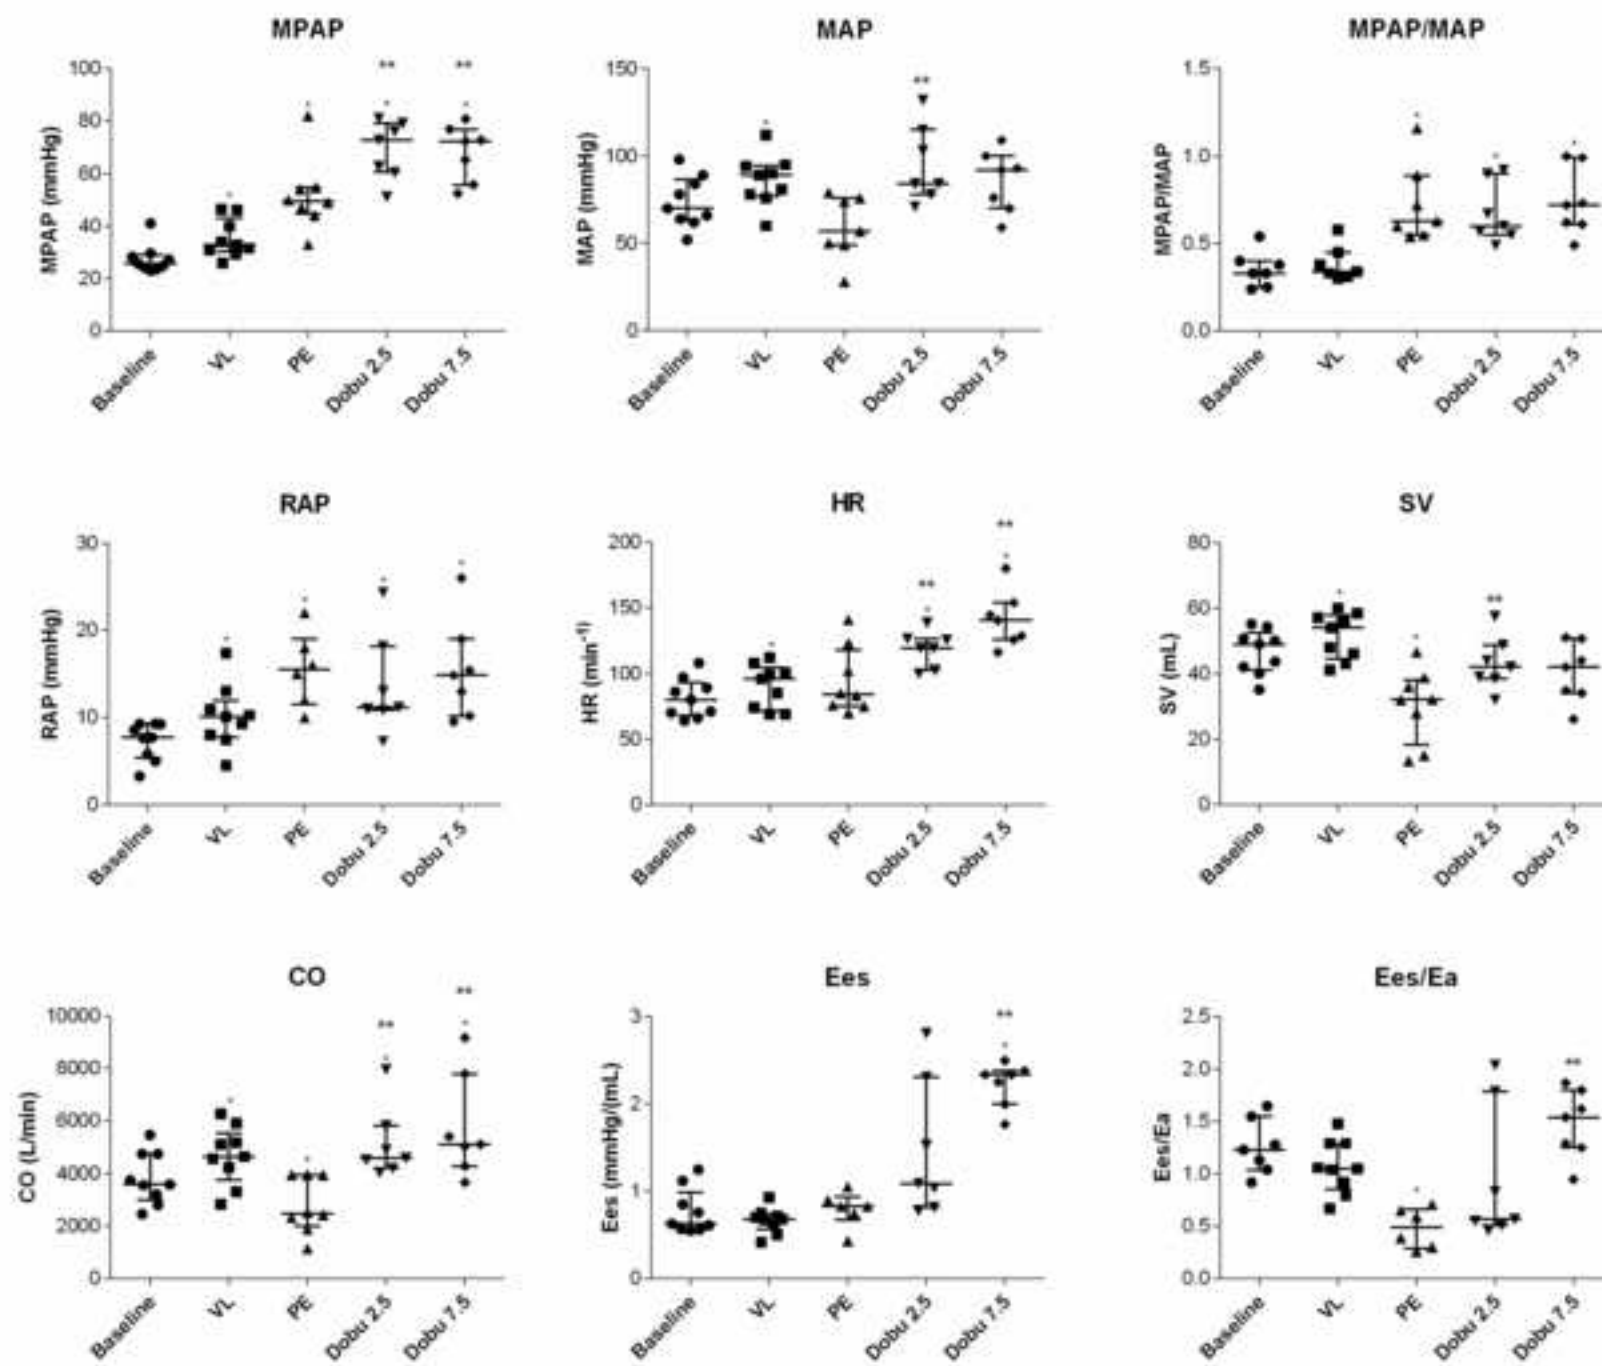 MPAP
MPAP (mmHg)
100
80
60
40
20
0
* * ** * ** *
Baseline VL PE Dobu 2.5 Dobu 7.5
MAP
MAP (mmHg)
150
100
50
0
* **
Baseline VL PE Dobu 2.5 Dobu 7.5
MPAP/MAP
MPAP/MAP
1.5
1.0
0.5
0.0
* * *
Baseline VL PE Dobu 2.5 Dobu 7.5
RAP
RAP (mmHg)
30
20
10
0
* * * *
Baseline VL PE Dobu 2.5 Dobu 7.5
HR
HR (min⁻¹)
200
150
100
50
0
* ** * ** *
Baseline VL PE Dobu 2.5 Dobu 7.5
SV
SV (mL)
80
60
40
20
0
* * **
Baseline VL PE Dobu 2.5 Dobu 7.5
CO
CO (L/min)
10000
8000
6000
4000
2000
0
* * ** * ** *
Baseline VL PE Dobu 2.5 Dobu 7.5
Ees
Ees (mmHg/(mL)
3
2
1
0
** *
Baseline VL PE Dobu 2.5 Dobu 7.5
Ees/Ea
Ees/Ea
2.5
2.0
1.5
1.0
0.5
0.0
* **
Baseline VL PE Dobu 2.5 Dobu 7.5